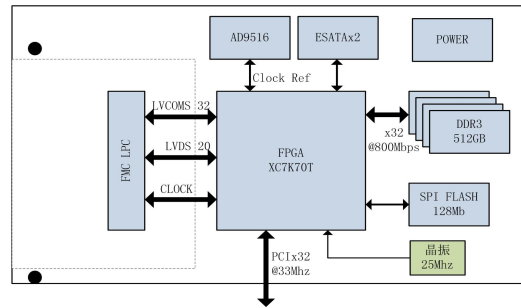 AD9516
ESATAx2
POWER
Clock Ref
LVCOMS 32
LVDS 20
CLOCK
FMC LPC
FPGA
XC7K70T
x32
@800Mbps
DDR3
512GB
SPI FLASH
128Mb
PCIx32
@33Mhz
晶振
25Mhz